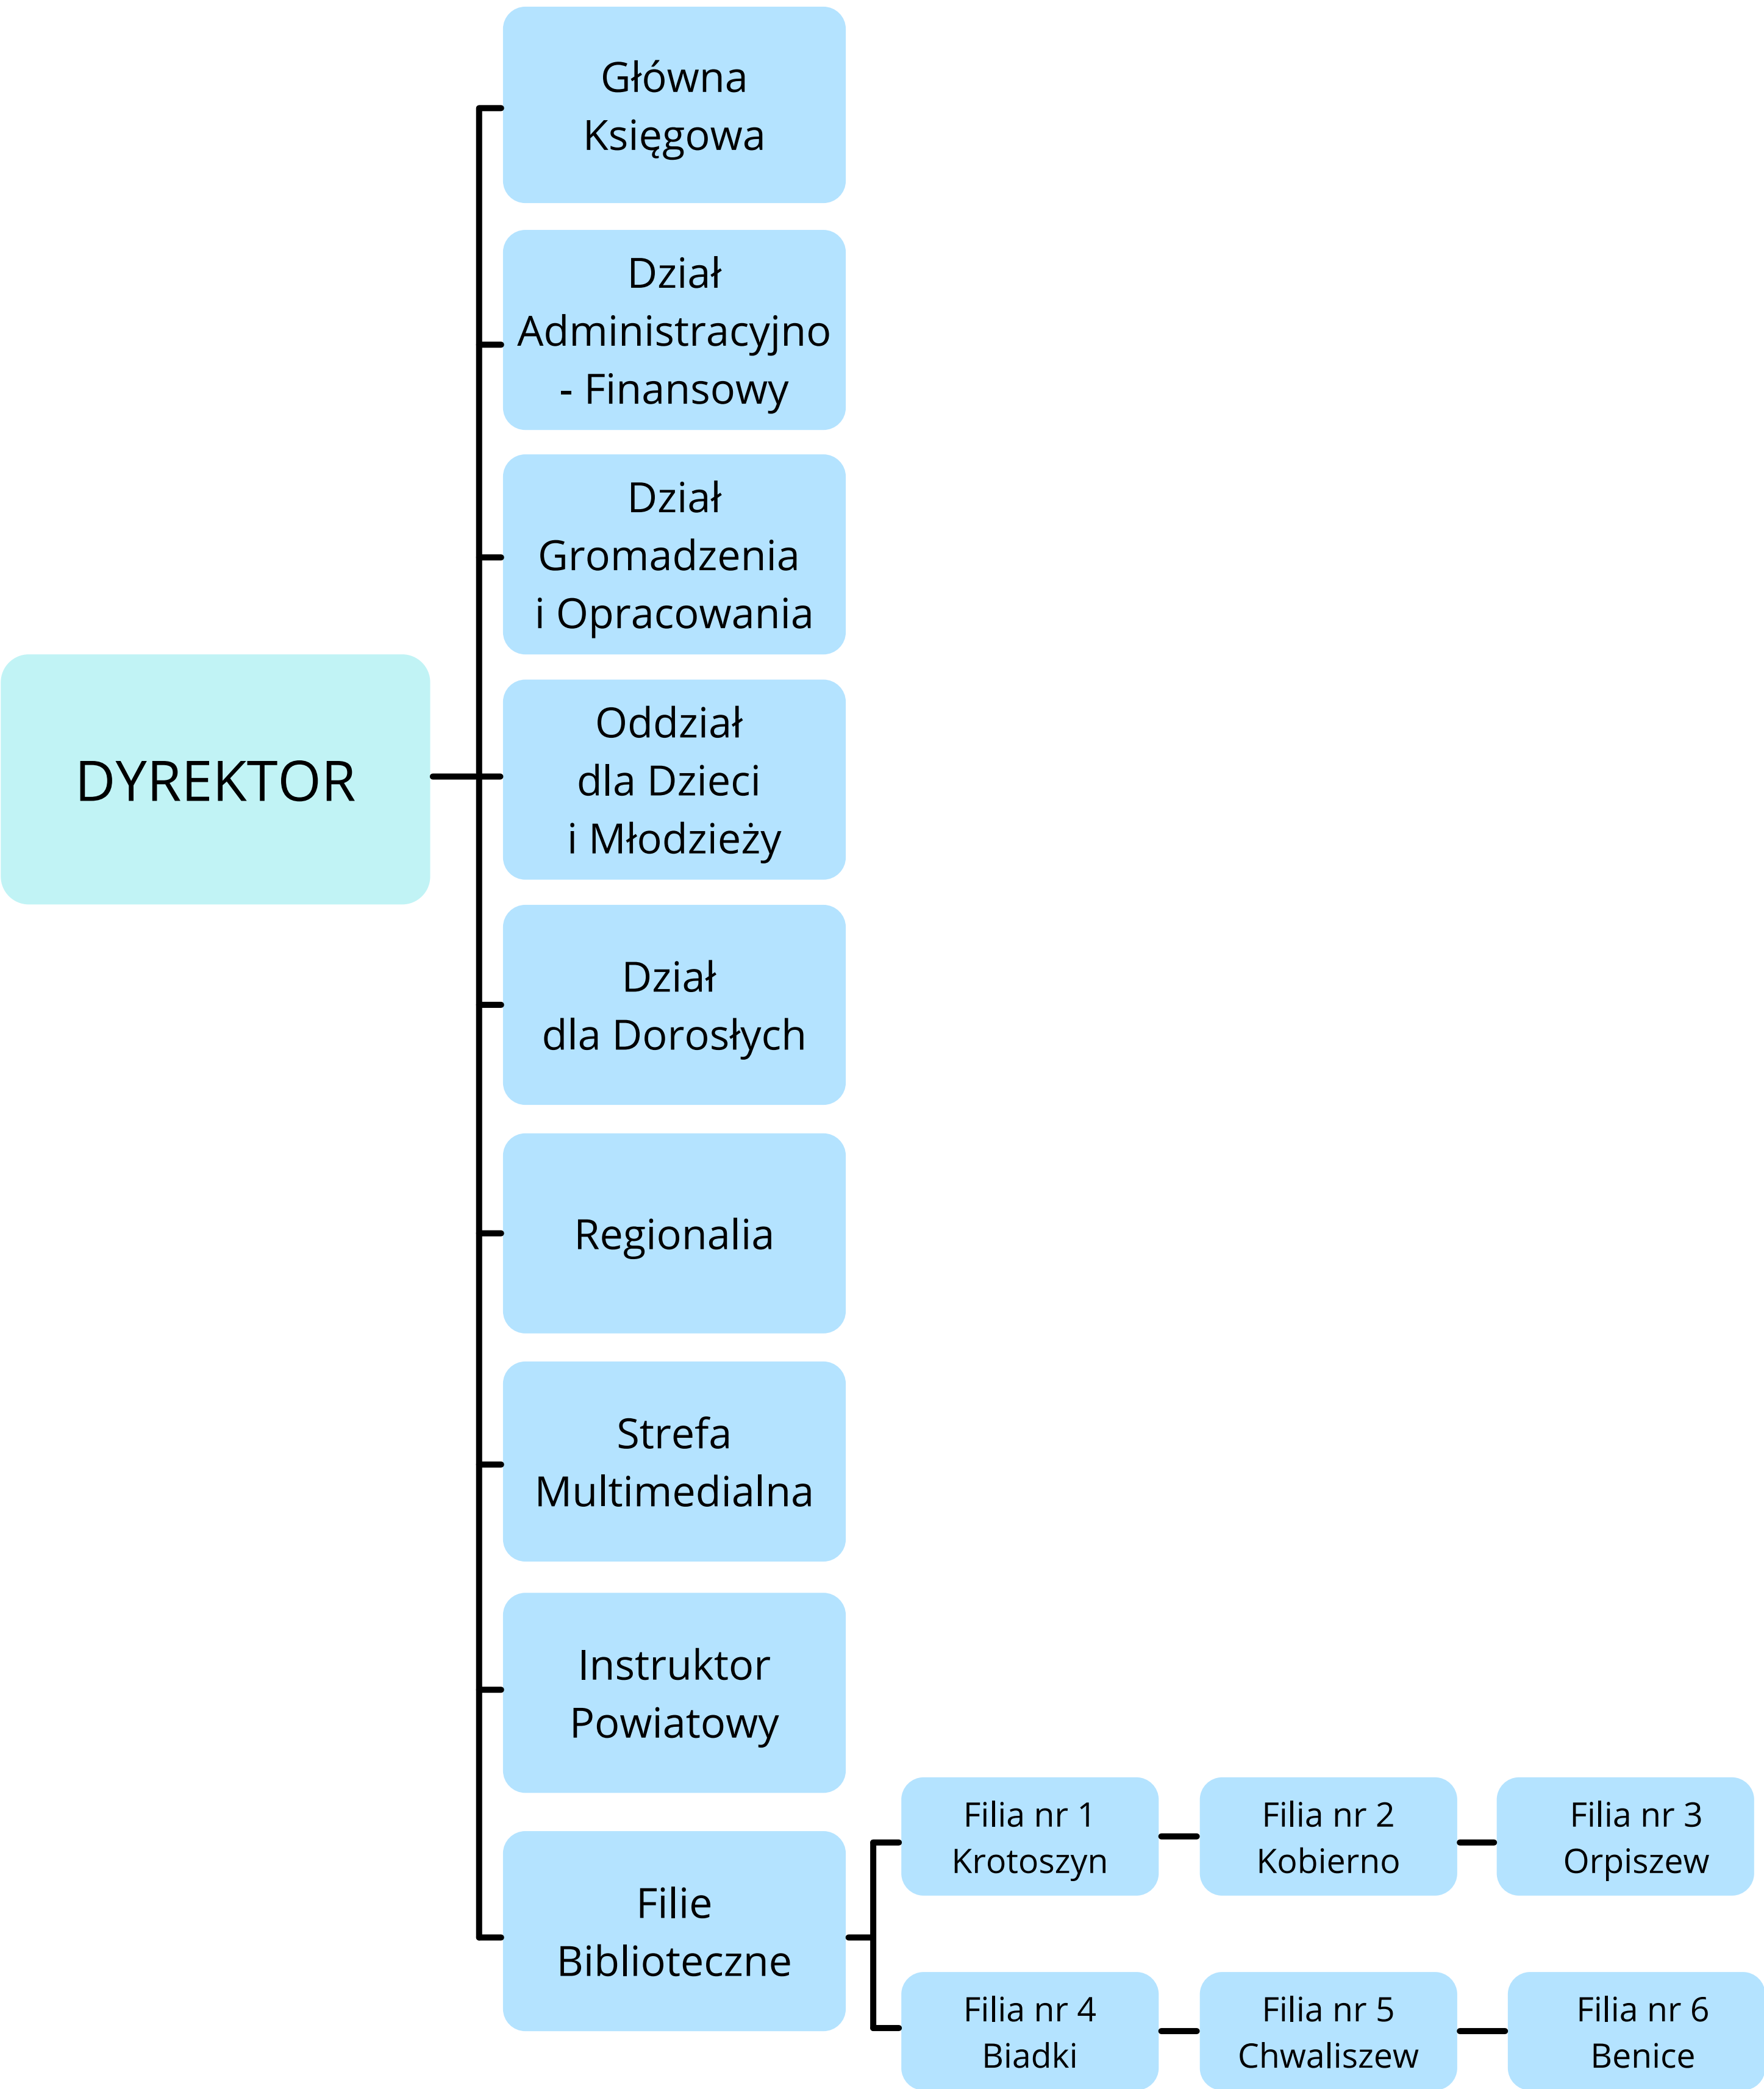 Główna
Księgowa
Dział
Administracyjno
- Finansowy
Dział
Gromadzenia
i Opracowania
DYREKTOR
Oddział
dla Dzieci
i Młodzieży
Dział
dla Dorosłych
Regionalia
Strefa
Multimedialna
Instruktor
Powiatowy
Filie
Biblioteczne
Filia nr 1
Krotoszyn
Filia nr 2
Kobierno
Filia nr 3
Orpiszew
Filia nr 4
Biadki
Filia nr 5
Chwaliszew
Filia nr 6
Benice